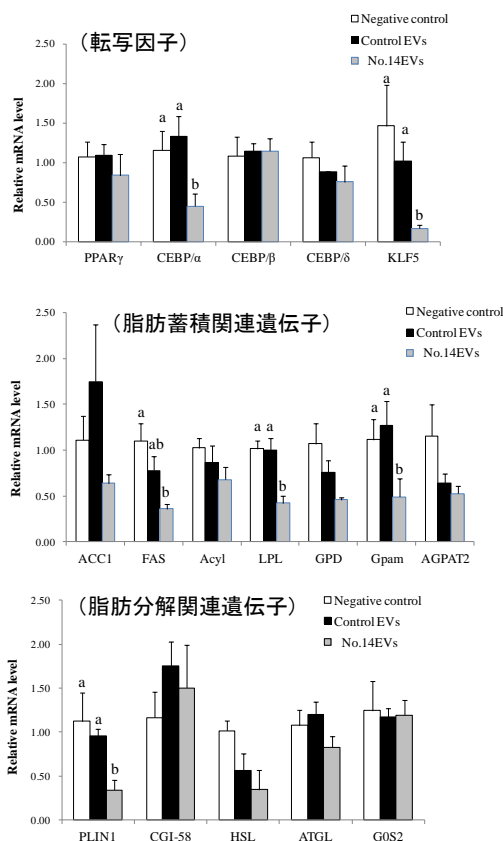 （転写因子）
Negative control
Control EVs
No.14EVs
Relative mRNA level
2.50
2.00
1.50
1.00
0.50
0.00
a
a
b
a
a
b
PPARγ
CEBP/α
CEBP/β
CEBP/δ
KLF5
（脂肪蓄積関連遺伝子）
Negative control
Control EVs
No.14EVs
Relative mRNA level
2.50
2.00
1.50
1.00
0.50
0.00
a
ab
b
a
a
b
a
a
b
ACC1
FAS
Acyl
LPL
GPD
Gpam
AGPAT2
（脂肪分解関連遺伝子）
Negative control
Control EVs
No.14EVs
Relative mRNA level
2.50
2.00
1.50
1.00
0.50
0.00
a
a
b
PLIN1
CGI-58
HSL
ATGL
G0S2